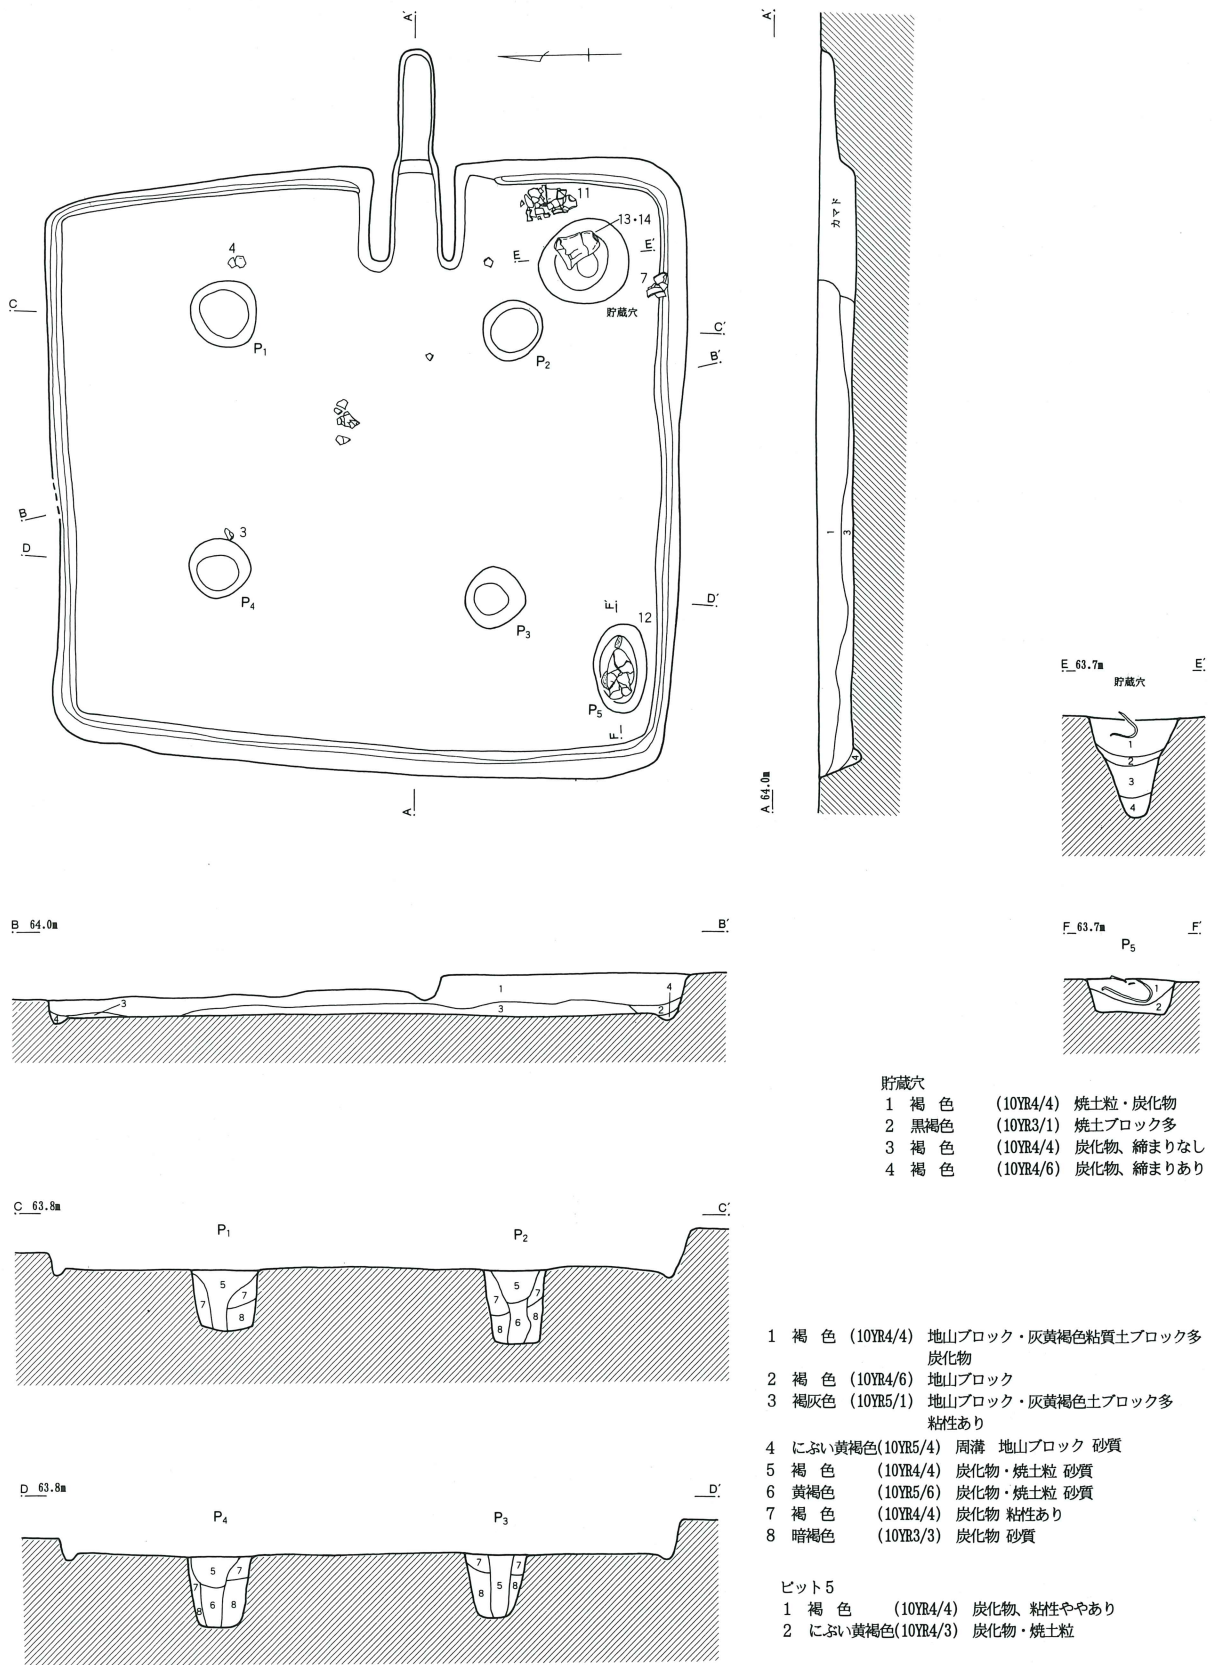 A′
A′
カマド
11
13・14
4
E
E′
7
貯蔵穴
C
C′
P1
P2
B′
B
3
D
1
3
P4
D′
P3
F
12
P5
F′
4
A
A 64.0m
E 63.7m
E′
貯蔵穴
1
2
3
4
B 64.0m
B′
3
1
4
4
3
2
F 63.7m
F′
P5
1
2
貯蔵穴
1 褐 色 (10YR4/4) 焼土粒・炭化物
2 黒褐色 (10YR3/1) 焼土ブロック多
3 褐 色 (10YR4/4) 炭化物、締まりなし
4 褐 色 (10YR4/6) 炭化物、締まりあり
C 63.8m
C′
P1
P2
5
5
7
7
8
7
7
8
6
8
1 褐 色 (10YR4/4) 地山ブロック・灰黄褐色粘質土ブロック多
炭化物
2 褐 色 (10YR4/6) 地山ブロック
3 褐灰色 (10YR5/1) 地山ブロック・灰黄褐色土ブロック多
粘性あり
4 にぶい黄褐色(10YR5/4) 周溝 地山ブロック 砂質
5 褐 色 (10YR4/4) 炭化物・焼土粒 砂質
6 黄褐色 (10YR5/6) 炭化物・焼土粒 砂質
7 褐 色 (10YR4/4) 炭化物 粘性あり
8 暗褐色 (10YR3/3) 炭化物 砂質
D 63.8m
D′
P4
P3
5
7
7
8
6
8
7
5
7
8
8
ピット5
1 褐 色 (10YR4/4) 炭化物、粘性ややあり
2 にぶい黄褐色(10YR4/3) 炭化物・焼土粒